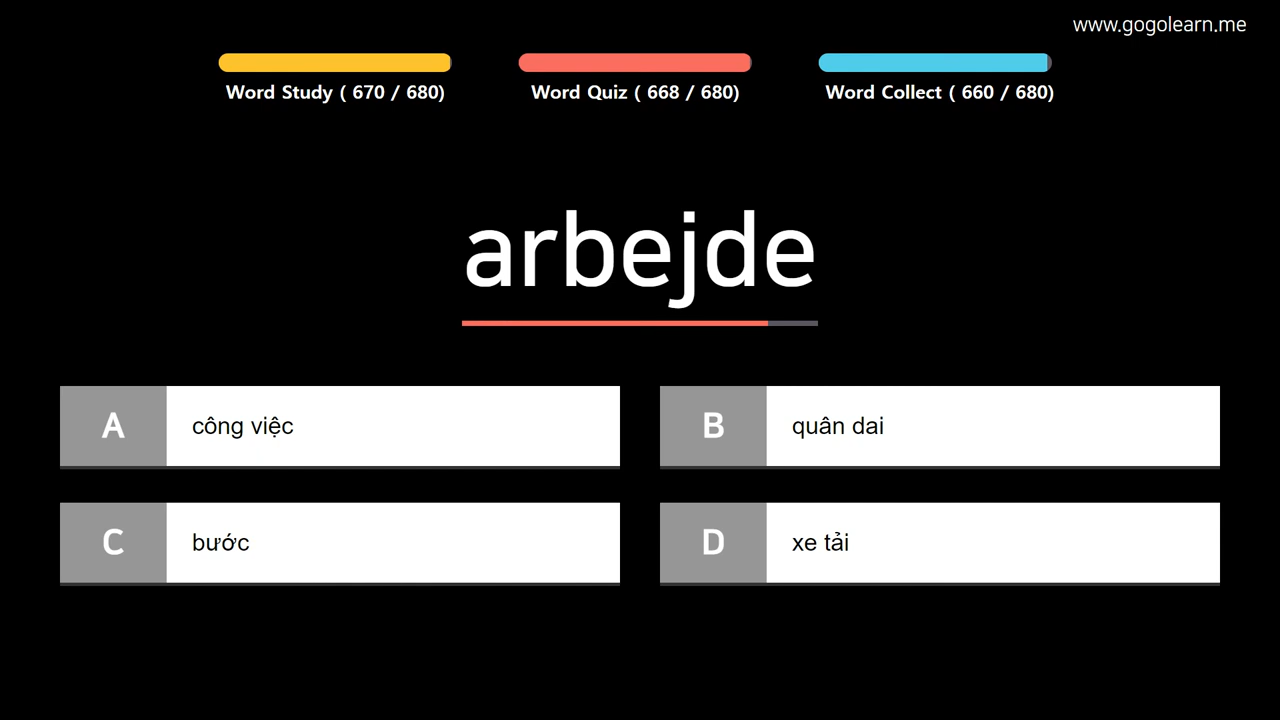 www.gogolearn.me
Word Study ( 670 / 680)
Word Quiz ( 668 / 680)
Word Collect ( 660 / 680)
arbejde
A
công việc
B
quân dai
C
bước
D
xe tải